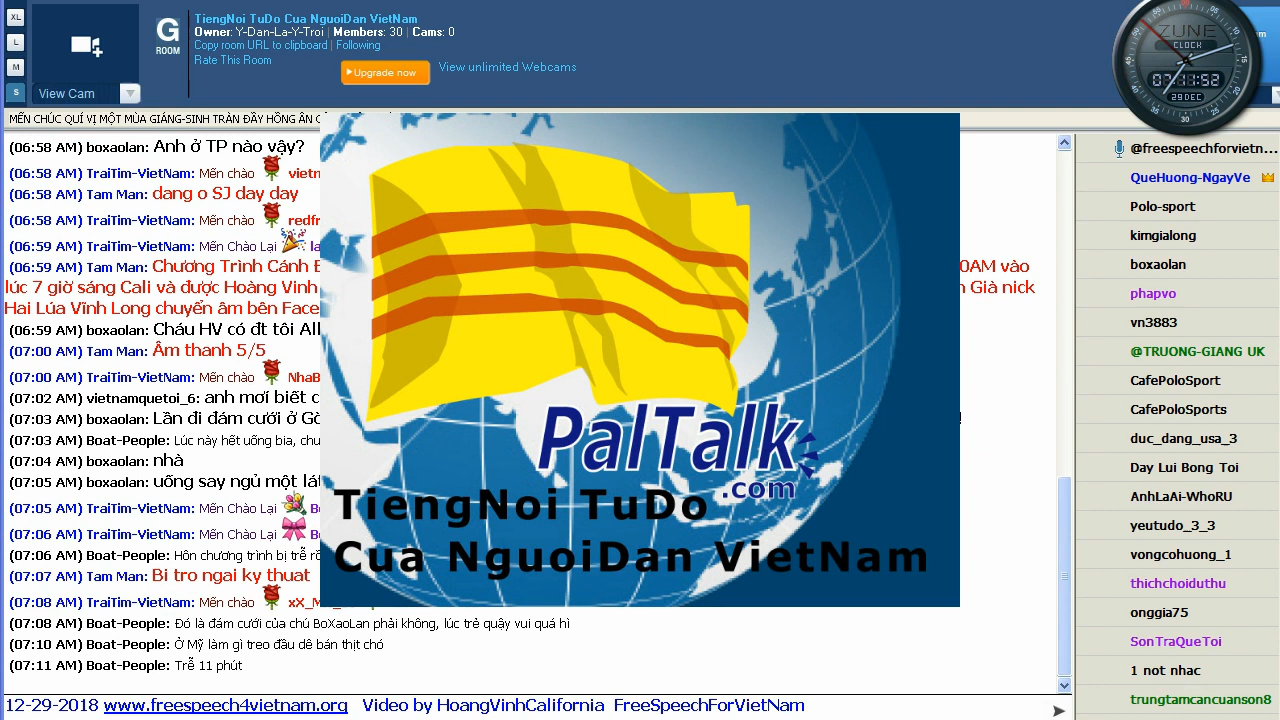 XL
L
M
S
View Cam
G
ROOM
TiengNoi TuDo Cua NguoiDan VietNam
Owner: Y-Dan-La-Y-Troi | Members: 30 | Cams: 0
Copy room URL to clipboard | Following
Rate This Room
Upgrade now
View unlimited Webcams
ZUNE
CLOCK
07:11:52
29 DEC
MẾN CHÚC QUÍ VỊ MỘT MÙA GIÁNG-SINH TRÀN ĐẦY HỒNG ÂN
(06:58 AM) boxaolan: Anh ở TP nào vậy?
(06:58 AM) TraiTim-VietNam: Mến chào vietn
(06:58 AM) Tam Man: dang o SJ day day
(06:58 AM) TraiTim-VietNam: Mến chào redfr
(06:59 AM) TraiTim-VietNam: Mến Chào Lại la
(06:59 AM) Tam Man: Chương Trình Cánh 0AM vào
lúc 7 giờ sáng Cali và được Hoàng Vinh Già nick
Hai Lúa Vĩnh Long chuyển âm bên Face
(06:59 AM) boxaolan: Cháu HV có đt tôi
(07:00 AM) Tam Man: Âm thanh 5/5
(07:00 AM) TraiTim-VietNam: Mến chào NhaB
(07:02 AM) vietnamquetoi_6: anh mơí biết c
(07:03 AM) boxaolan: Lần đi đám cưới ở
(07:03 AM) Boat-People: Lúc này hết uống bia, chu
(07:04 AM) boxaolan: nhà
(07:05 AM) boxaolan: uống say ngủ một
(07:05 AM) TraiTim-VietNam: Mến Chào Lại
(07:06 AM) TraiTim-VietNam: Mến Chào Lại
(07:06 AM) Boat-People: Hôn chương trình bị trễ
(07:07 AM) Tam Man: Bi tro ngai ky thuat
(07:08 AM) TraiTim-VietNam: Mến chào
(07:08 AM) Boat-People: Đó là đám cưới của chú BoXaoLan phải không, lúc trẻ quậy vui quá hì
(07:10 AM) Boat-People: Ở Mỹ làm gì treo đầu dê bán thịt chó
(07:11 AM) Boat-People: Trễ 11 phút
PalTalk
.com
TiengNoi TuDo
Cua NguoiDan VietNam
@freespeechforvietn...
QueHuong-NgayVe
Polo-sport
kimgialong
boxaolan
phapvo
vn3883
@TRUONG-GIANG UK
CafePoloSport
CafePoloSports
duc_dang_usa_3
Day Lui Bong Toi
AnhLaAi-WhoRU
yeutudo_3_3
vongcohuong_1
thichchoiduthu
onggia75
SonTraQueToi
1 not nhac
trungtamcancuanson8
12-29-2018 www.freespeech4vietnam.org Video by HoangVinhCalifornia FreeSpeechForVietNam